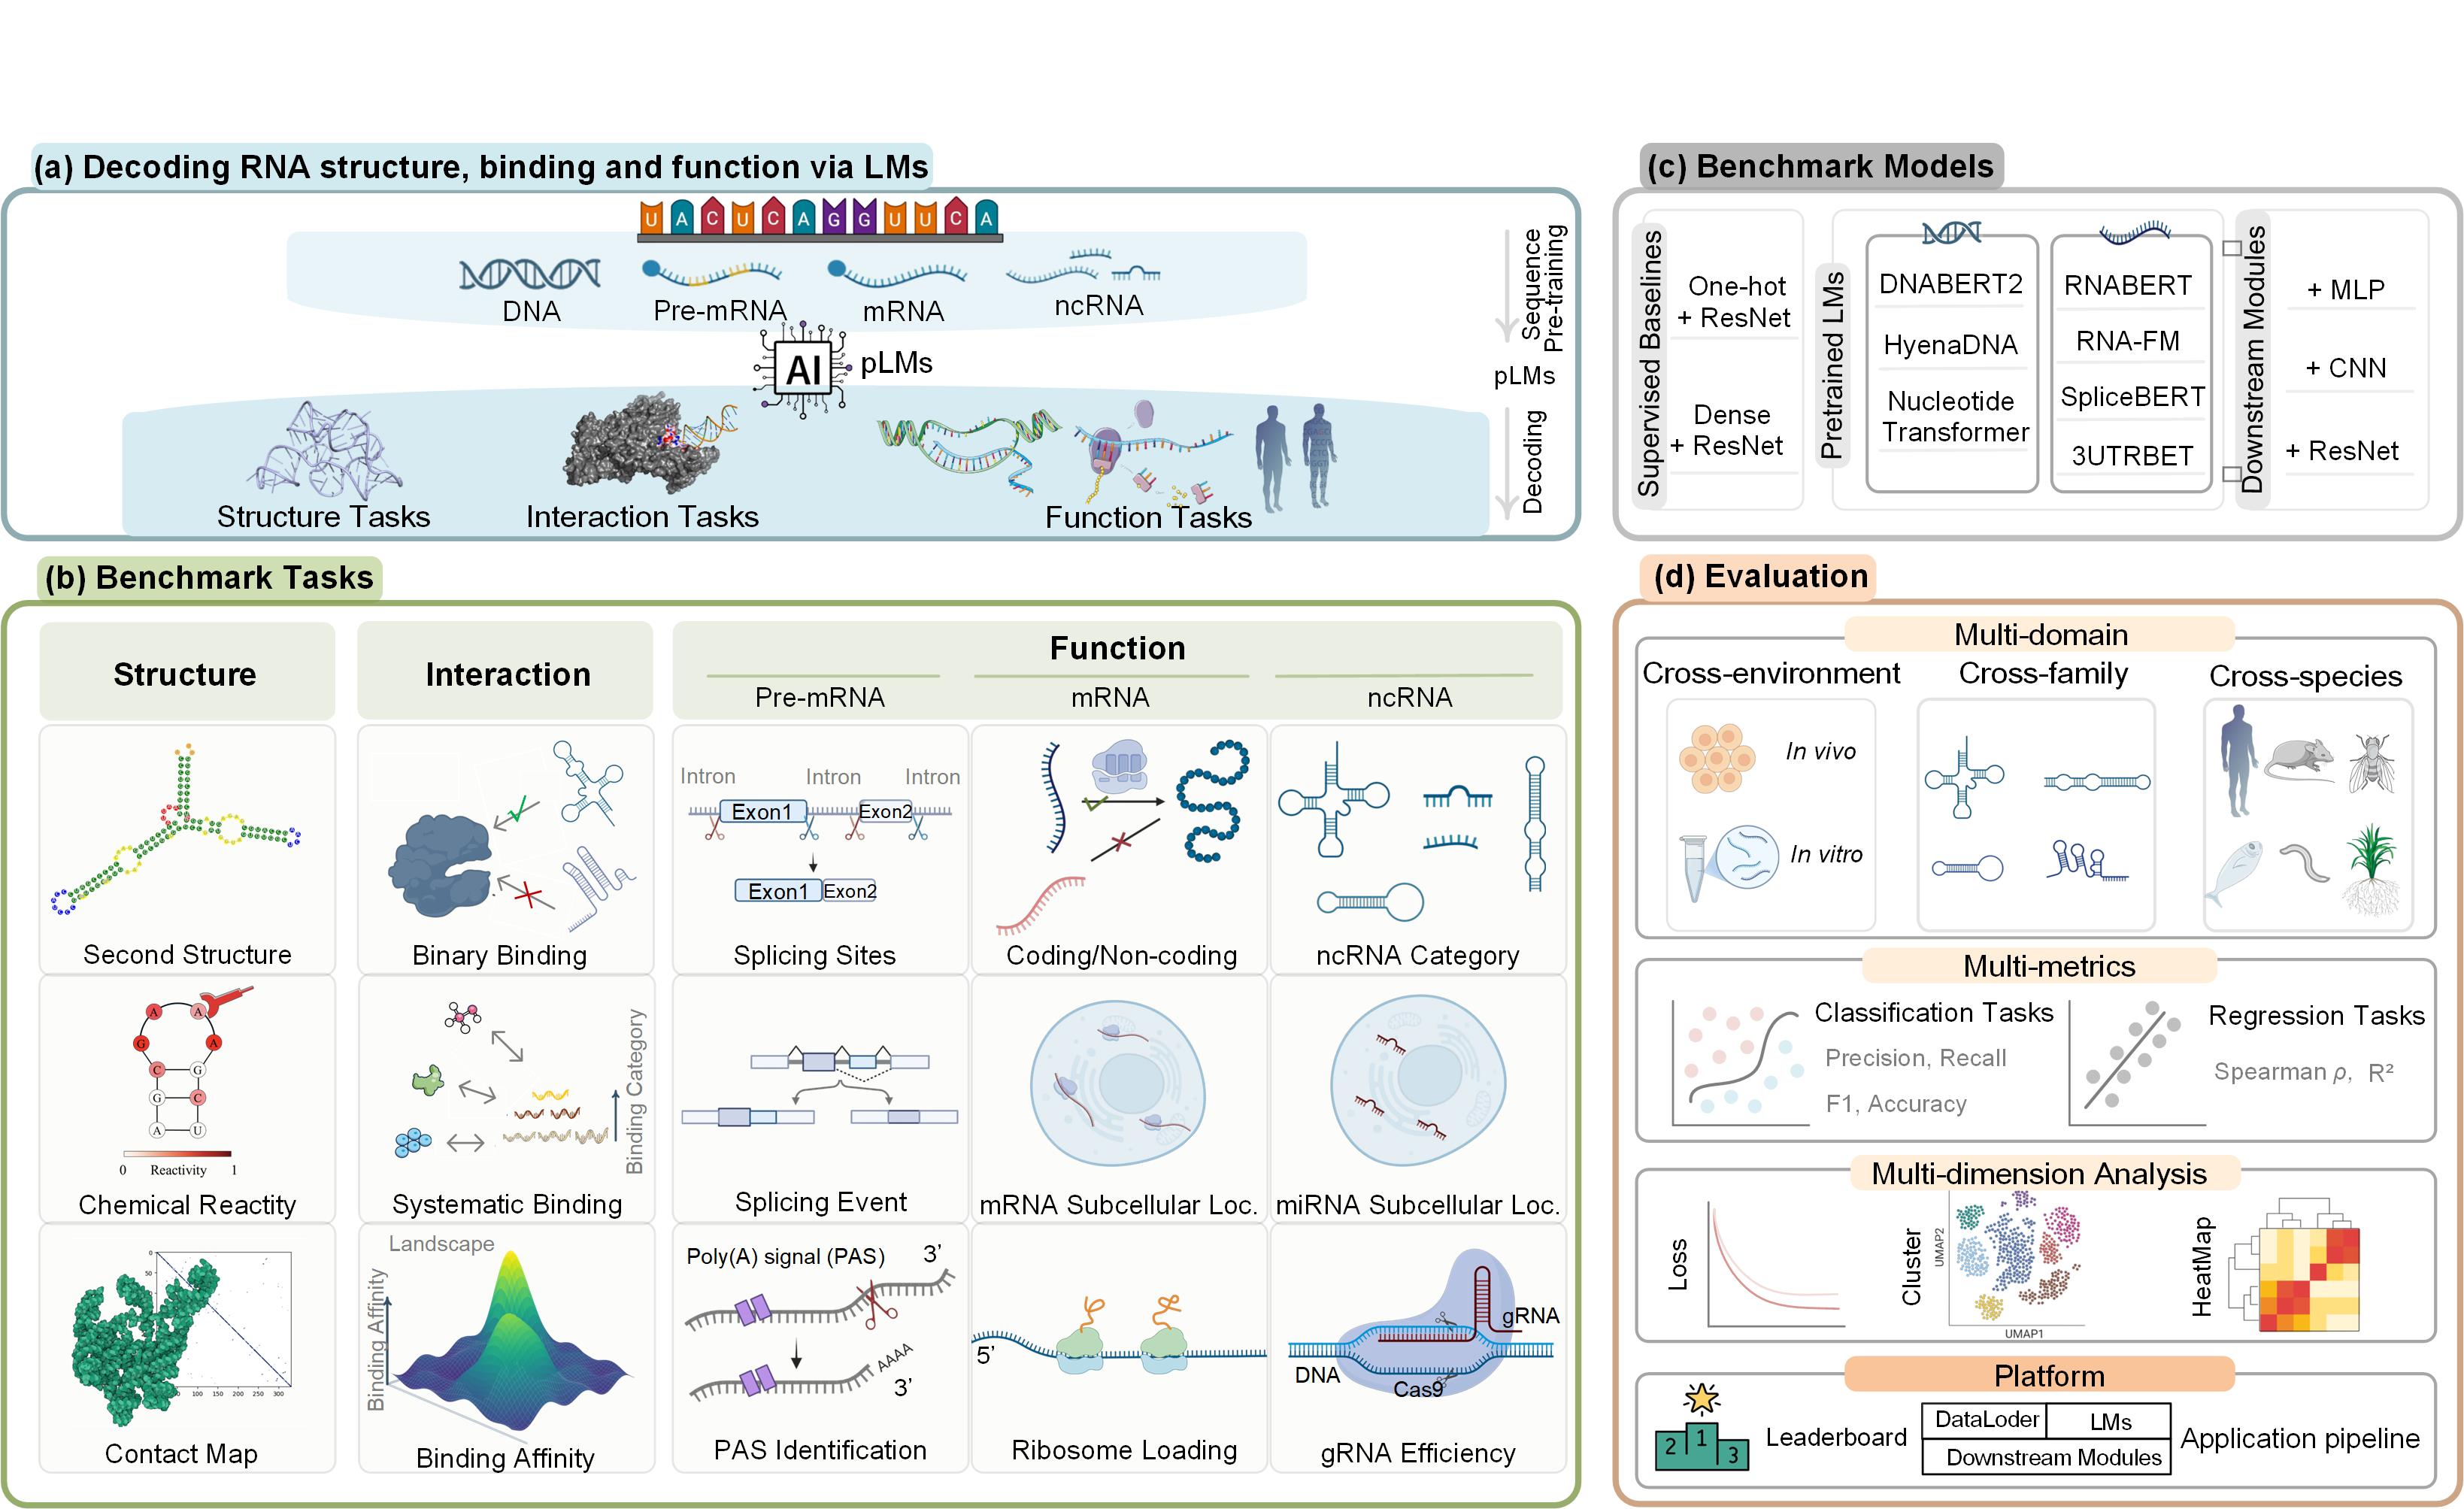 (a) Decoding RNA structure, binding and function via LMs
U A C U C A G G U U C A
DNA
Pre-mRNA
mRNA
ncRNA
AI
pLMs
Structure Tasks
Interaction Tasks
Function Tasks
Sequence
Pre-training
pLMs
Decoding
(b) Benchmark Tasks
Structure
Interaction
Function
Pre-mRNA
mRNA
ncRNA
Second Structure
Binary Binding
Intron
Intron
Intron
Exon1
Exon2
Exon1
Exon2
Splicing Sites
Coding/Non-coding
ncRNA Category
A
A
G
A
C
G
G
C
A
U
0
Reactivity
1
Chemical Reactity
Binding Category
Systematic Binding
Splicing Event
mRNA Subcellular Loc.
miRNA Subcellular Loc.
0
50
100
150
200
250
300
Contact Map
Landscape
Binding Affinity
Binding Affinity
Poly(A) signal (PAS)
3’
AAAA
3’
PAS Identification
5’
Ribosome Loading
gRNA
DNA
Cas9
gRNA Efficiency
(c) Benchmark Models
Supervised Baselines
One-hot
+ ResNet
Dense
+ ResNet
Pretrained LMs
DNABERT2
HyenaDNA
Nucleotide
Transformer
RNABERT
RNA-FM
SpliceBERT
3UTRBET
Downstream Modules
+ MLP
+ CNN
+ ResNet
(d) Evaluation
Multi-domain
Cross-environment
Cross-family
Cross-species
In vivo
In vitro
Multi-metrics
Classification Tasks
Precision, Recall
F1, Accuracy
Regression Tasks
Spearman ρ, R²
Multi-dimension Analysis
Loss
Cluster
UMAP2
UMAP1
HeatMap
Platform
2
1
3
Leaderboard
DataLoder
LMs
Downstream Modules
Application pipeline